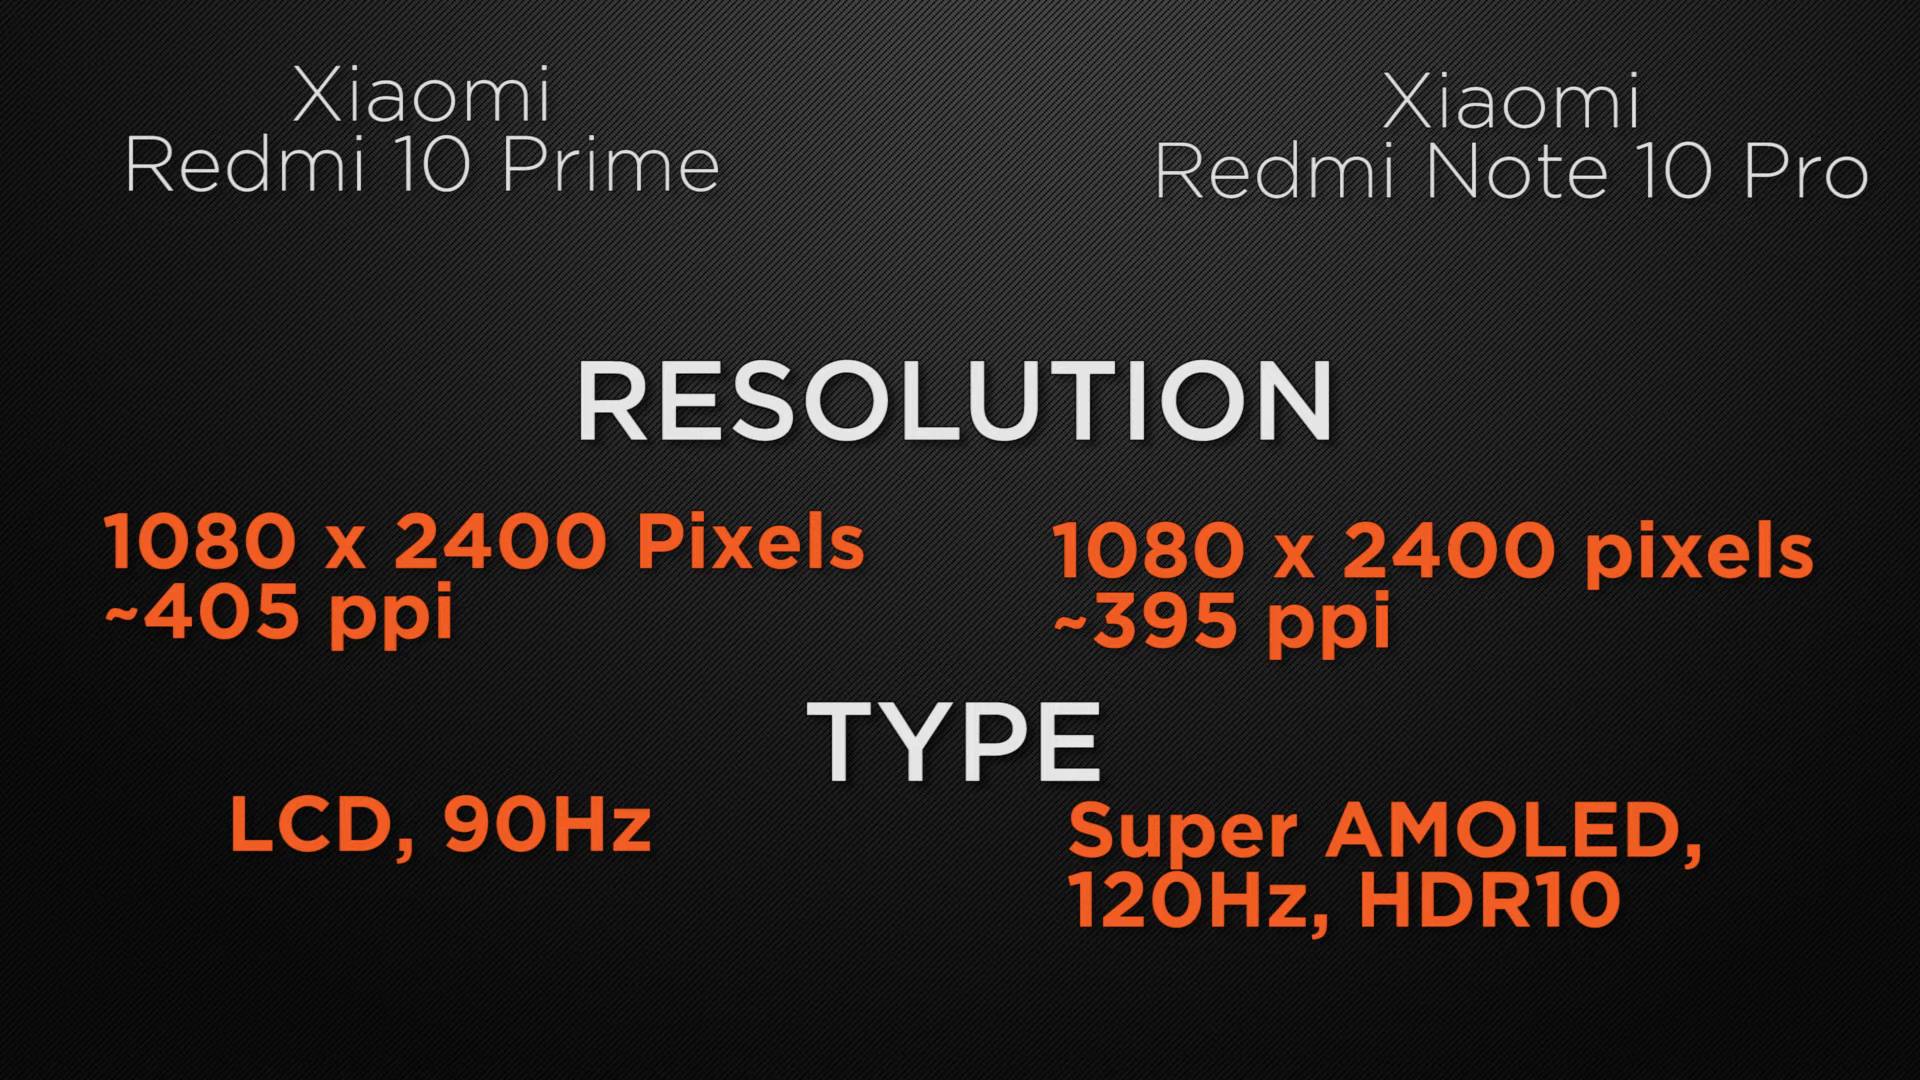 Xiaomi
Redmi 10 Prime
Xiaomi
Redmi Note 10 Pro
RESOLUTION
1080 x 2400 Pixels
~405 ppi
1080 x 2400 pixels
~395 ppi
TYPE
LCD, 90Hz
Super AMOLED,
120Hz, HDR10